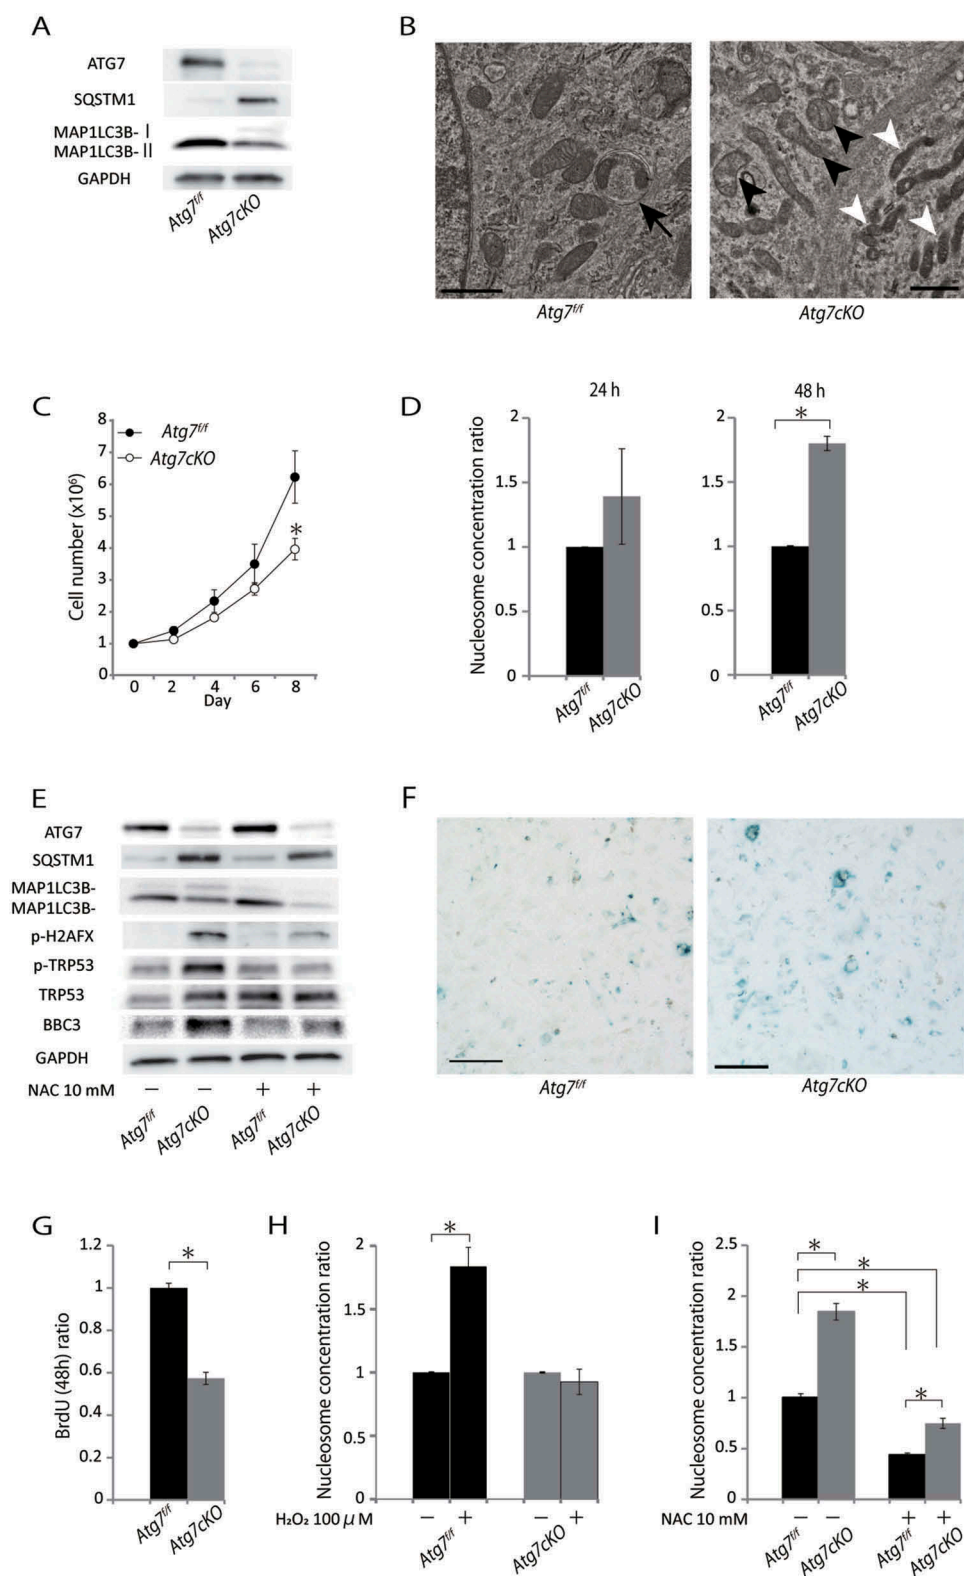 A
ATG7
SQSTM1
MAP1LC3B- I
MAP1LC3B- II
GAPDH
Atg7f/f
Atg7cKO
B
Atg7f/f
Atg7cKO
C
Cell number (x10⁶)
8
7
6
5
4
3
2
1
0
Atg7f/f
Atg7cKO
*
0 2 4 6 8
Day
D
Nucleosome concentration ratio
24 h
2
1.5
1
0.5
0
Atg7f/f
Atg7cKO
48 h
2
1.5
1
0.5
0
*
Atg7f/f
Atg7cKO
E
ATG7
SQSTM1
MAP1LC3B-
MAP1LC3B-
p-H2AFX
p-TRP53
TRP53
BBC3
GAPDH
NAC 10 mM − − + +
Atg7f/f
Atg7cKO
Atg7f/f
Atg7cKO
F
Atg7f/f
Atg7cKO
G
BrdU (48h) ratio
1.2
1
0.8
0.6
0.4
0.2
0
*
Atg7f/f
Atg7cKO
H
Nucleosome concentration ratio
2
1.5
1
0.5
0
*
H₂O₂ 100 μM − + − +
Atg7f/f
Atg7cKO
I
Nucleosome concentration ratio
2.5
2
1.5
1
0.5
0
*
*
*
*
NAC 10 mM − − + +
Atg7f/f
Atg7cKO
Atg7f/f
Atg7cKO